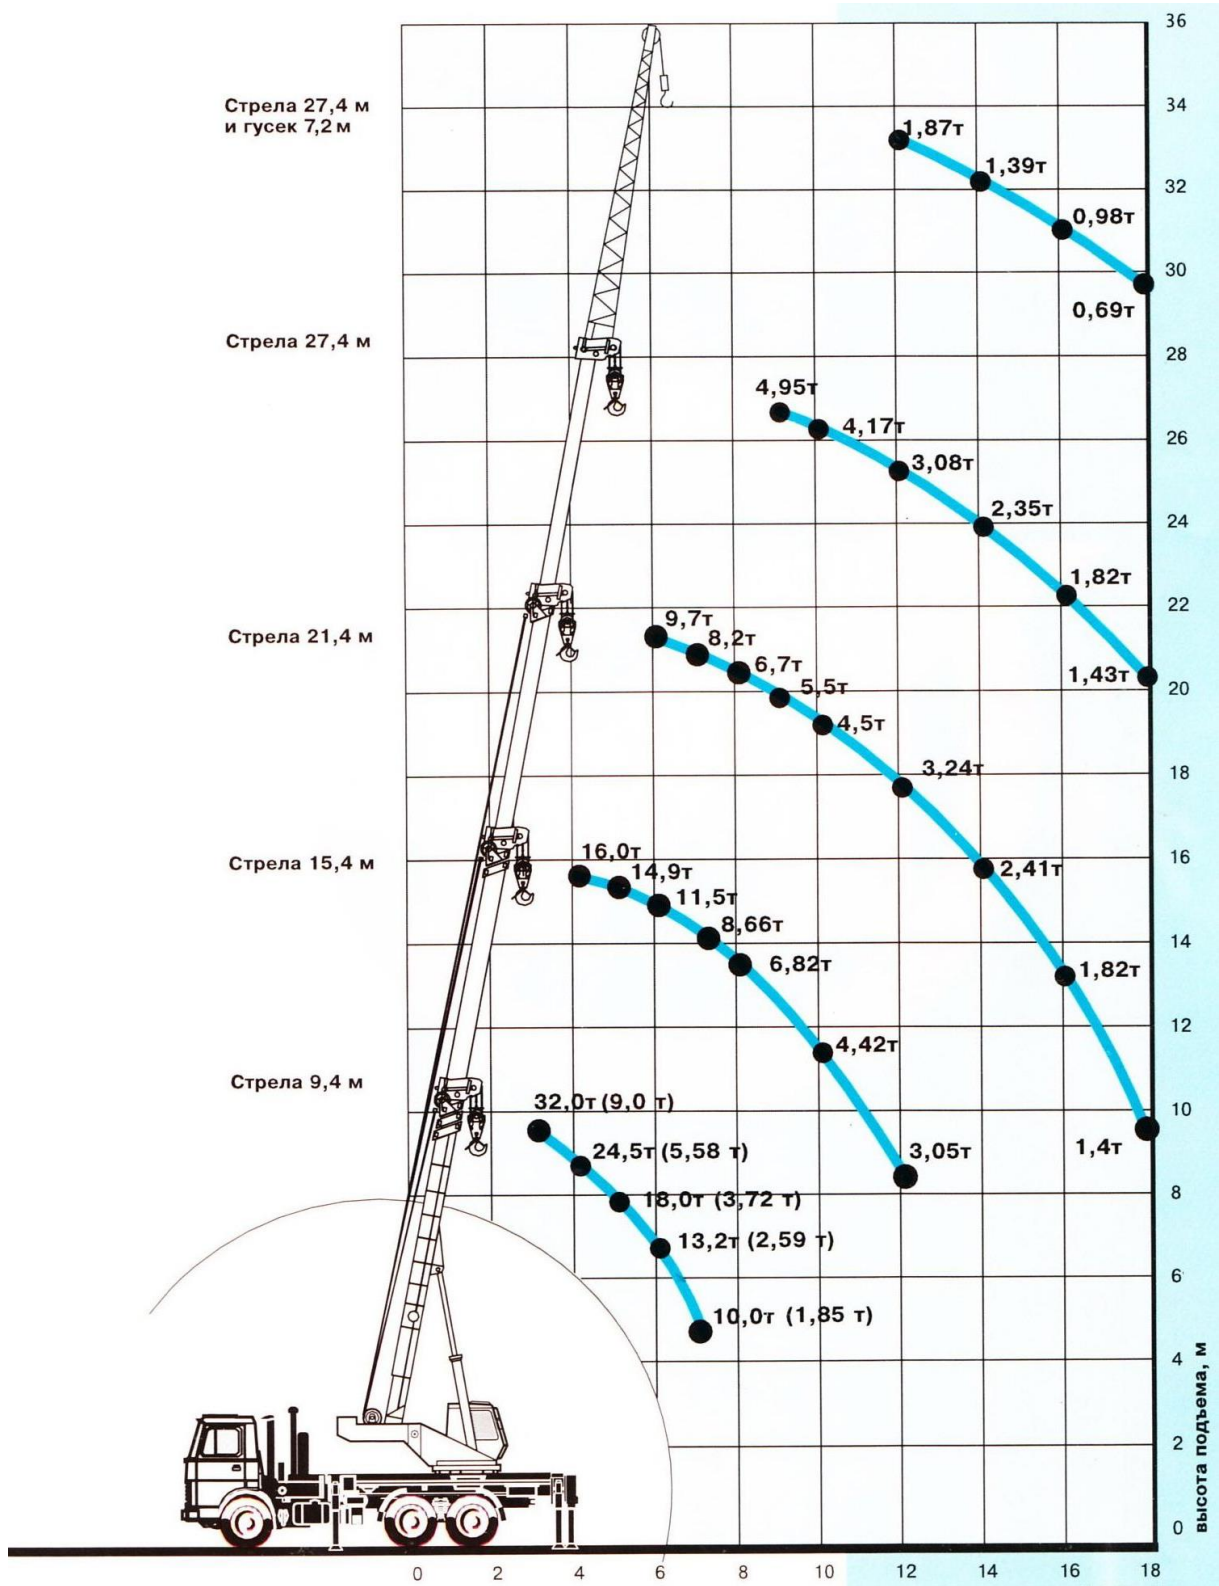 36
Стрела 27,4 м
и гусек 7,2 м
34
1,87т
1,39т
32
0,98т
30
0,69т
Стрела 27,4 м
28
4,95т
4,17т
26
3,08т
2,35т
24
1,82т
22
Стрела 21,4 м
9,7т
8,2т
6,7т
5,5т
4,5т
1,43т
20
3,24т
18
Стрела 15,4 м
16,0т
14,9т
11,5т
8,66т
6,82т
2,41т
16
14
1,82т
12
4,42т
Стрела 9,4 м
32,0т (9,0 т)
10
24,5т (5,58 т)
3,05т
1,4т
18,0т (3,72 т)
8
13,2т (2,59 т)
6
10,0т (1,85 т)
4
2
0
высота подъема, м
0 2 4 6 8 10 12 14 16 18